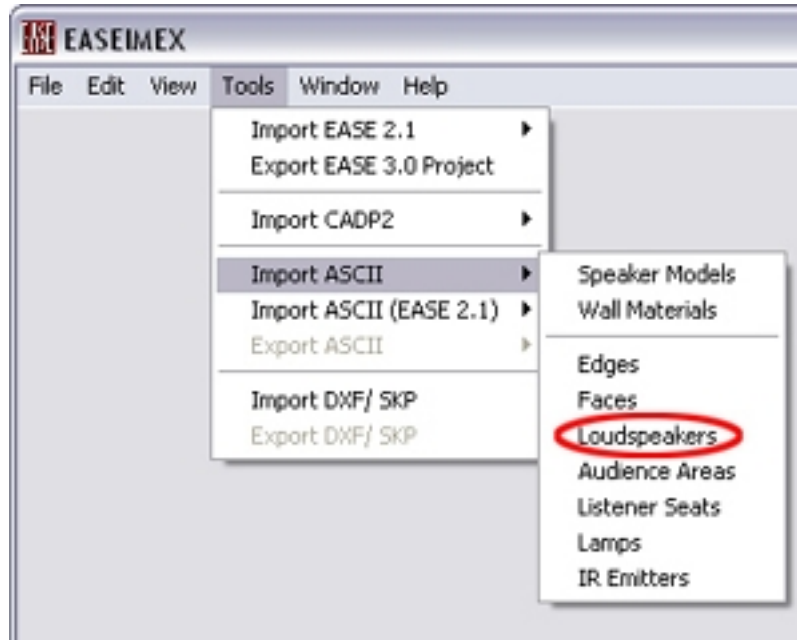 EASE EASEIMEX
File Edit View Tools Window Help
Import EASE 2.1
Export EASE 3.0 Project
Import CADP2
Import ASCII
Import ASCII (EASE 2.1)
Export ASCII
Import DXF/ SKP
Export DXF/ SKP
Speaker Models
Wall Materials
Edges
Faces
Loudspeakers
Audience Areas
Listener Seats
Lamps
IR Emitters